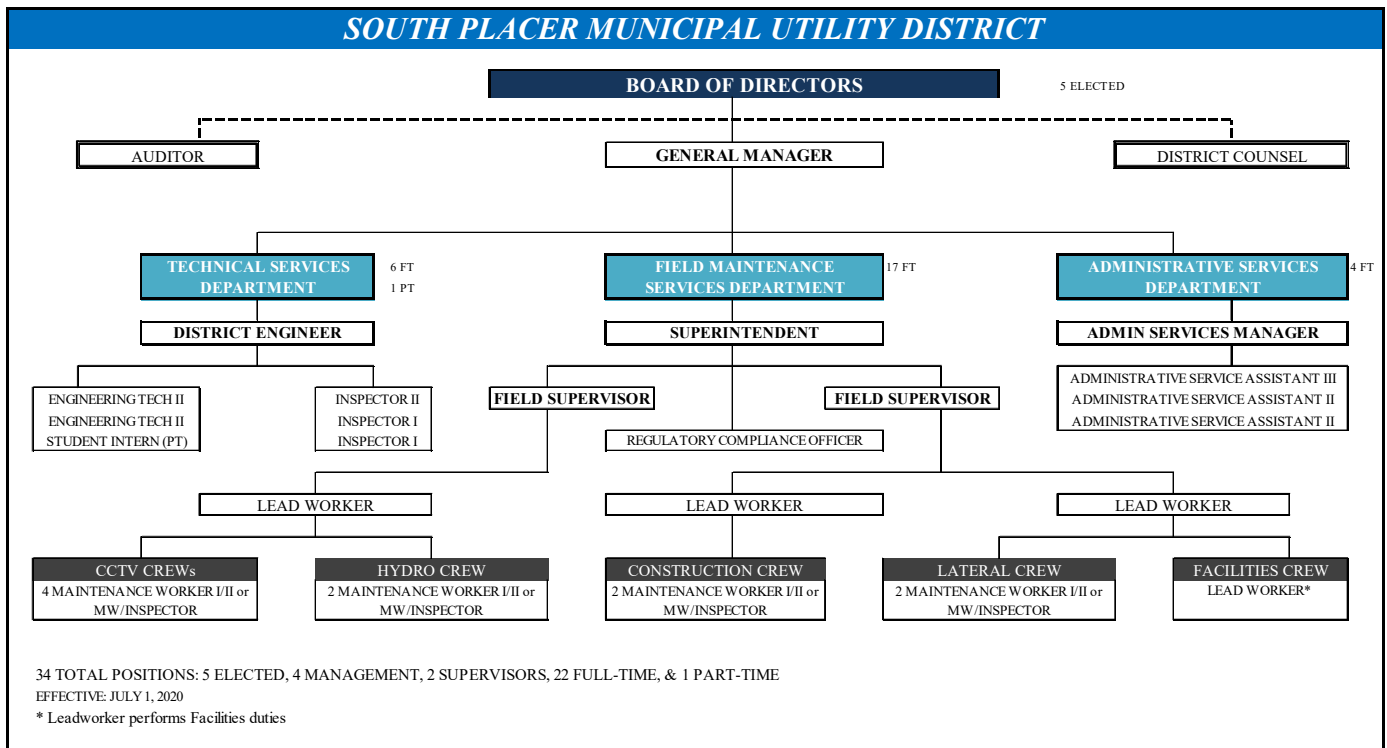 SOUTH PLACER MUNICIPAL UTILITY DISTRICT
BOARD OF DIRECTORS
5 ELECTED
AUDITOR
GENERAL MANAGER
DISTRICT COUNSEL
TECHNICAL SERVICES
DEPARTMENT
6 FT
1 PT
FIELD MAINTENANCE
SERVICES DEPARTMENT
17 FT
ADMINISTRATIVE SERVICES
DEPARTMENT
4 FT
DISTRICT ENGINEER
SUPERINTENDENT
ADMIN SERVICES MANAGER
ENGINEERING TECH II
ENGINEERING TECH II
STUDENT INTERN (PT)
INSPECTOR II
INSPECTOR I
INSPECTOR I
FIELD SUPERVISOR
FIELD SUPERVISOR
ADMINISTRATIVE SERVICE ASSISTANT III
ADMINISTRATIVE SERVICE ASSISTANT II
ADMINISTRATIVE SERVICE ASSISTANT II
REGULATORY COMPLIANCE OFFICER
LEAD WORKER
LEAD WORKER
LEAD WORKER
CCTV CREWs
4 MAINTENANCE WORKER I/II or
MW/INSPECTOR
HYDRO CREW
2 MAINTENANCE WORKER I/II or
MW/INSPECTOR
CONSTRUCTION CREW
2 MAINTENANCE WORKER I/II or
MW/INSPECTOR
LATERAL CREW
2 MAINTENANCE WORKER I/II or
MW/INSPECTOR
FACILITIES CREW
LEAD WORKER*
34 TOTAL POSITIONS: 5 ELECTED, 4 MANAGEMENT, 2 SUPERVISORS, 22 FULL-TIME, & 1 PART-TIME
EFFECTIVE: JULY 1, 2020
* Leadworker performs Facilities duties